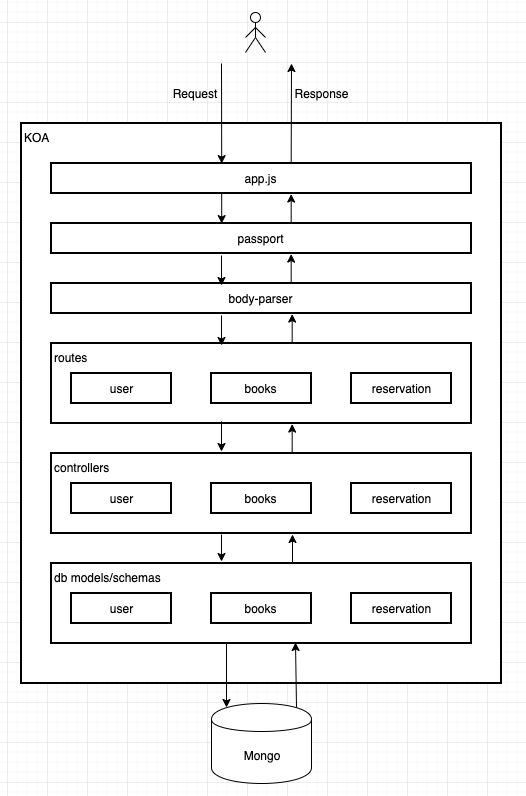 Request
Response
KOA
app.js
passport
body-parser
routes
user
books
reservation
controllers
user
books
reservation
db models/schemas
user
books
reservation
Mongo